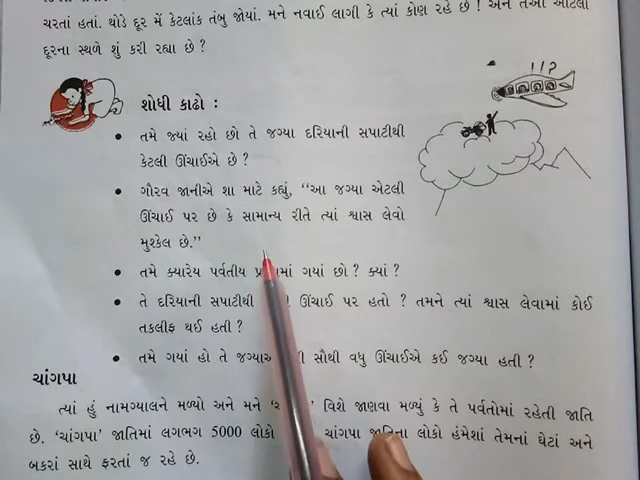 ચરતાં હતાં. થોડે દૂર મેં કેટલાંક તંબુ જોયાં. મને નવાઈ લાગી કે ત્યાં કોણ રહે છે ! અને
દૂરના સ્થળે શું કરી રહ્યા છે ?
!!?
શોધી કાઢો :
• તમે જ્યાં રહો છો તે જગ્યા દરિયાની સપાટીથી
કેટલી ઊંચાઈએ છે ?
• ગૌરવ જાનીએ શા માટે કહ્યું, “આ જગ્યા એટલી
ઊંચાઈ પર છે કે સામાન્ય રીતે ત્યાં શ્વાસ લેવો
મુશ્કેલ છે.”
• તમે ક્યારેય પર્વતીય ગયાં છો ? ક્યાં ?
• તે દરિયાની સપાટીથી ઊંચાઈ પર હતો ? તમને ત્યાં શ્વાસ લેવામાં કોઈ
તકલીફ થઈ હતી ?
• તમે ગયાં હો તે સૌથી વધુ ઊંચાઈએ કઈ જગ્યા હતી ?
ચાંગપા
ત્યાં હું નામગ્યાલને મળ્યો અને મને વિશે જાણવા મળ્યું કે તે પર્વતોમાં રહેતી જાતિ
છે. ‘ચાંગપા’ જાતિમાં લગભગ 5000 લોકો ચાંગપા જાતિના લોકો હંમેશાં તેમનાં ઘેટાં અને
બકરાં સાથે ફરતાં જ રહે છે.